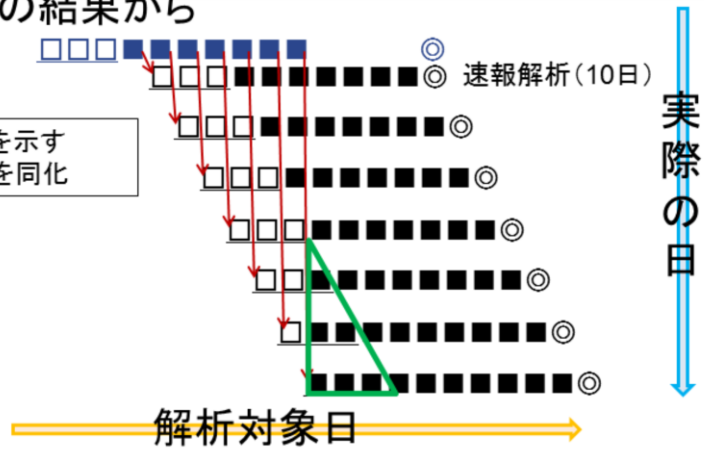 の結果から
速報解析(10日)
を示す
を同化
実際の日
解析対象日